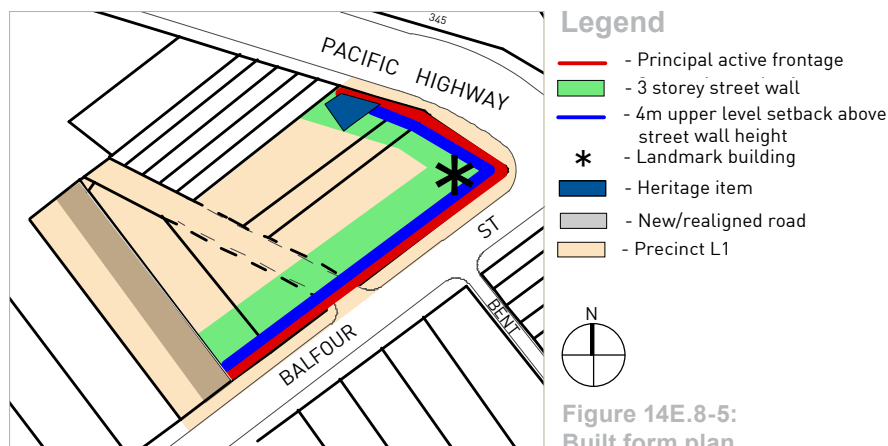 345
PACIFIC HIGHWAY
ST
BALFOUR
BENT
Legend
- Principal active frontage
- 3 storey street wall
- 4m upper level setback above
street wall height
* - Landmark building
- Heritage item
- New/realigned road
- Precinct L1
N
Figure 14E.8-5:
Built form plan